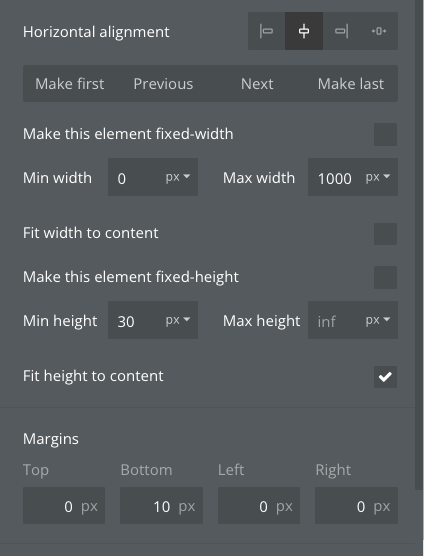 Horizontal alignment
Make first Previous Next Make last
Make this element fixed-width
Min width 0 px Max width 1000 px
Fit width to content
Make this element fixed-height
Min height 30 px Max height inf px
Fit height to content
Margins
Top Bottom Left Right
0 px 10 px 0 px 0 px